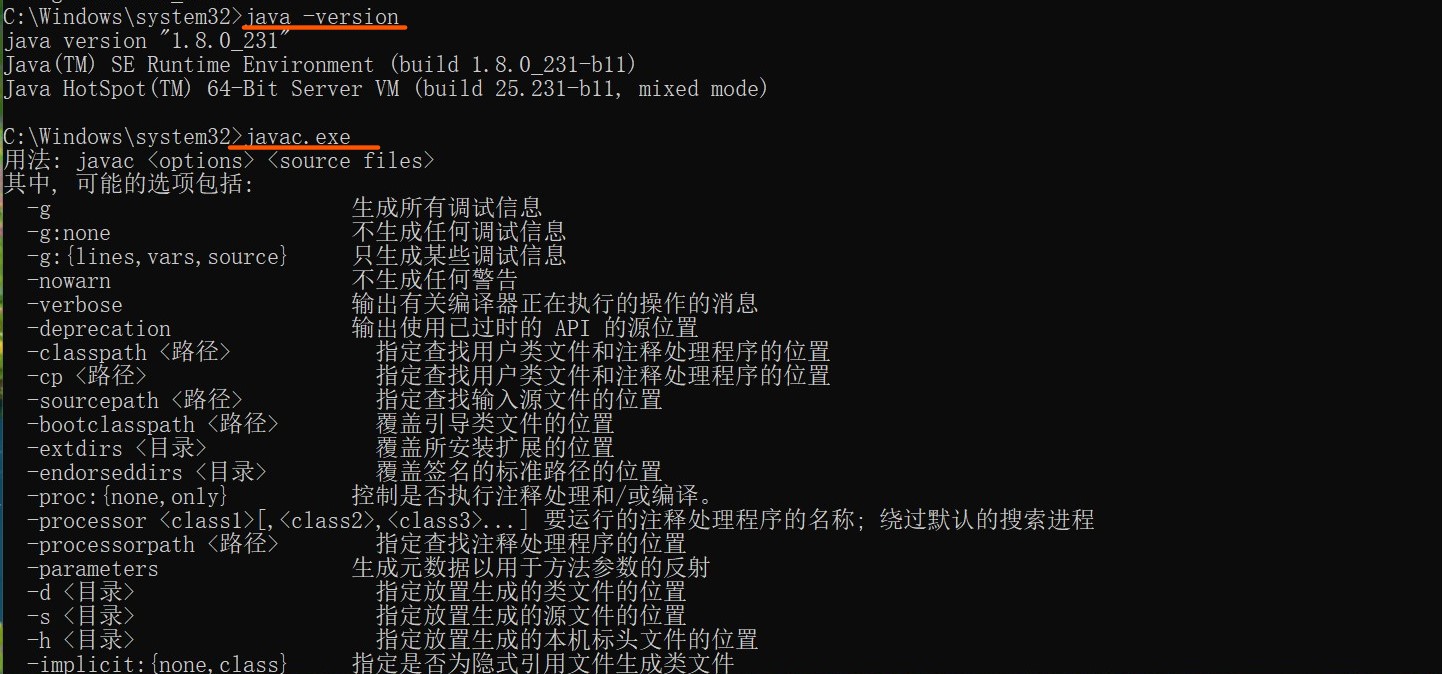 C:\Windows\system32>java -version
java version "1.8.0_231"
Java(TM) SE Runtime Environment (build 1.8.0_231-b11)
Java HotSpot(TM) 64-Bit Server VM (build 25.231-b11, mixed mode)
C:\Windows\system32>javac.exe
用法: javac <options> <source files>
其中, 可能的选项包括:
-g 生成所有调试信息
-g:none 不生成任何调试信息
-g:{lines,vars,source} 只生成某些调试信息
-nowarn 不生成任何警告
-verbose 输出有关编译器正在执行的操作的消息
-deprecation 输出使用已过时的 API 的源位置
-classpath <路径> 指定查找用户类文件和注释处理程序的位置
-cp <路径> 指定查找用户类文件和注释处理程序的位置
-sourcepath <路径> 指定查找输入源文件的位置
-bootclasspath <路径> 覆盖引导类文件的位置
-extdirs <目录> 覆盖所安装扩展的位置
-endorseddirs <目录> 覆盖签名的标准路径的位置
-proc:{none,only} 控制是否执行注释处理和/或编译。
-processor <class1>[,<class2>,<class3>...] 要运行的注释处理程序的名称; 绕过默认的搜索进程
-processorpath <路径> 指定查找注释处理程序的位置
-parameters 生成元数据以用于方法参数的反射
-d <目录> 指定放置生成的类文件的位置
-s <目录> 指定放置生成的源文件的位置
-h <目录> 指定放置生成的本机标头文件的位置
-implicit:{none,class} 指定是否为隐式引用文件生成类文件